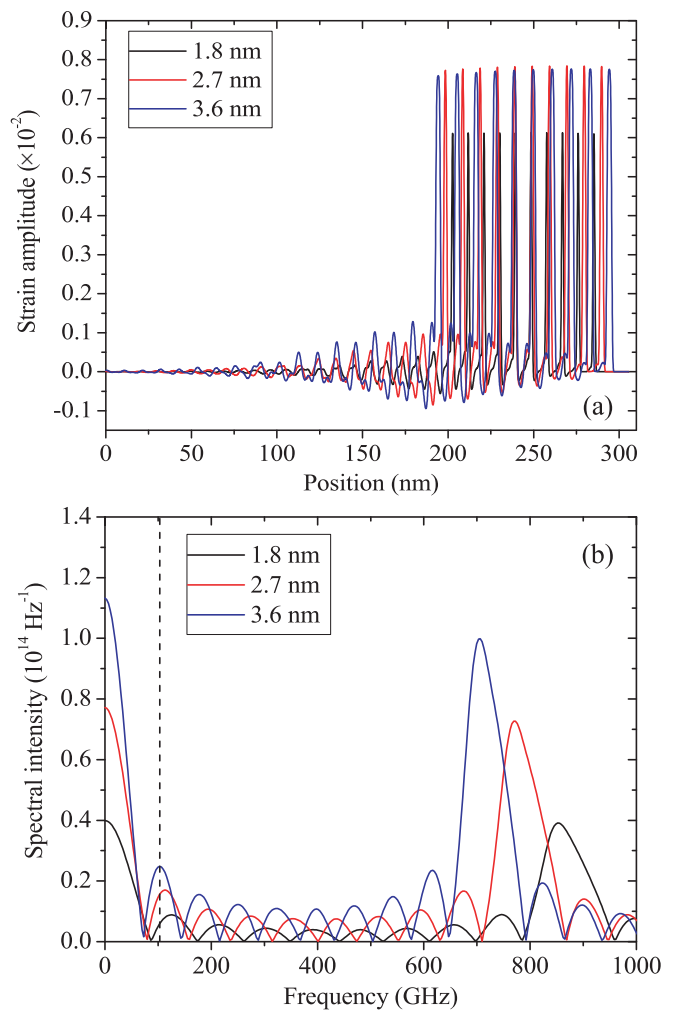 0.9
0.8
0.7
0.6
0.5
0.4
0.3
0.2
0.1
0.0
-0.1
Strain amplitude (×10⁻²)
1.8 nm
2.7 nm
3.6 nm
(a)
0 50 100 150 200 250 300
Position (nm)
1.4
1.2
1.0
0.8
0.6
0.4
0.2
0.0
Spectral intensity (10¹⁴ Hz⁻¹)
1.8 nm
2.7 nm
3.6 nm
(b)
0 200 400 600 800 1000
Frequency (GHz)